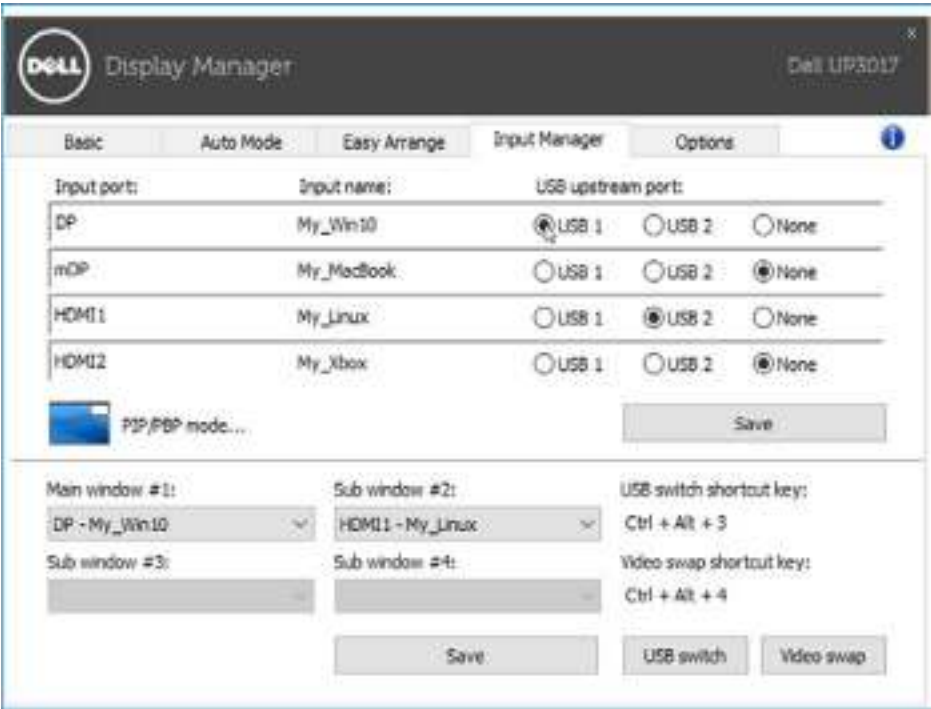 DELL Display Manager Dell UP3017
x
Basic Auto Mode Easy Arrange Input Manager Options i
Input port: Input name: USB upstream port:
DP My_Win10 USB 1 USB 2 None
mDP My_MacBook USB 1 USB 2 None
HDMI1 My_Linux USB 1 USB 2 None
HDMI2 My_Xbox USB 1 USB 2 None
PIP/PBP mode... Save
Main window #1: Sub window #2: USB switch shortcut key:
DP - My_Win10 HDMI1 - My_Linux Ctrl + Alt + 3
Sub window #3: Sub window #4: Video swap shortcut key:
Ctrl + Alt + 4
Save USB switch Video swap